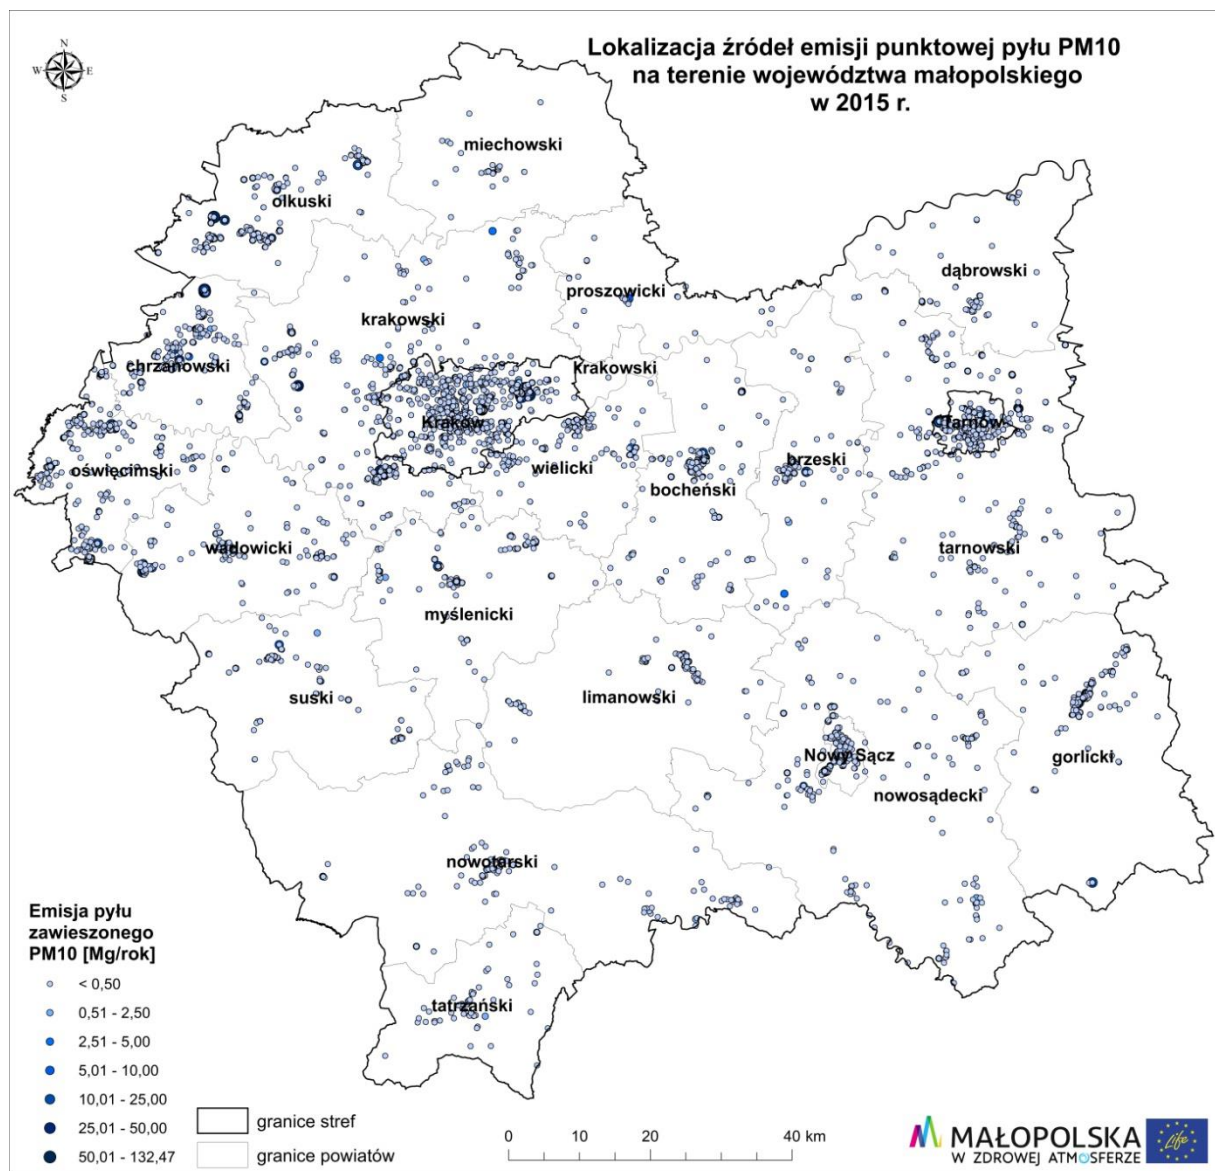 Lokalizacja źródeł emisji punktowej pyłu PM10
na terenie województwa małopolskiego
w 2015 r.
N
W
E
S
miechowski
olkuski
dąbrowski
proszowicki
krakowski
chrzanowski
krakowski
Kraków
Tarnów
oświęcimski
wielicki
brzeski
bocheński
wadowicki
tarnowski
myślenicki
suski
limanowski
Nowy Sącz
gorlicki
nowosądecki
nowotarski
tatrzański
Emisja pyłu
zawieszonego
PM10 [Mg/rok]
< 0,50
0,51 - 2,50
2,51 - 5,00
5,01 - 10,00
10,01 - 25,00
25,01 - 50,00
50,01 - 132,47
granice stref
granice powiatów
0 10 20 40 km
MAŁOPOLSKA
W ZDROWEJ ATMOSFERZE
Life